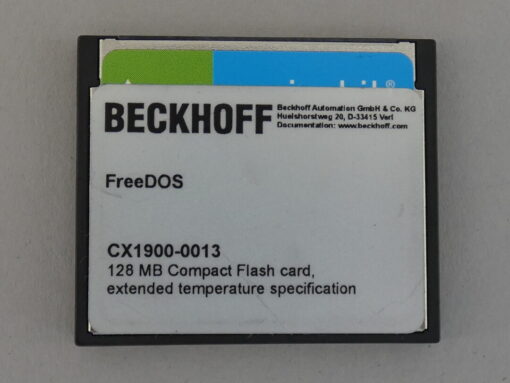 BECKHOFF
Beckhoff Automation GmbH & Co. KG
Huelshorstweg 20, D-33415 Verl
Documentation: www.beckhoff.com
FreeDOS
CX1900-0013
128 MB Compact Flash card,
extended temperature specification